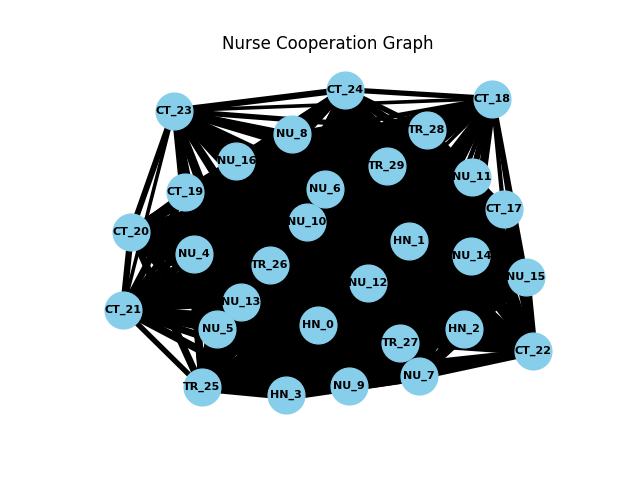 Nurse Cooperation Graph
CT_24
CT_18
CT_23
TR_28
NU_8
NU_16
TR_29
NU_11
NU_6
CT_19
CT_17
NU_10
CT_20
HN_1
NU_4
NU_14
TR_26
NU_15
NU_12
NU_13
CT_21
HN_0
NU_5
HN_2
TR_27
CT_22
NU_7
NU_9
TR_25
HN_3